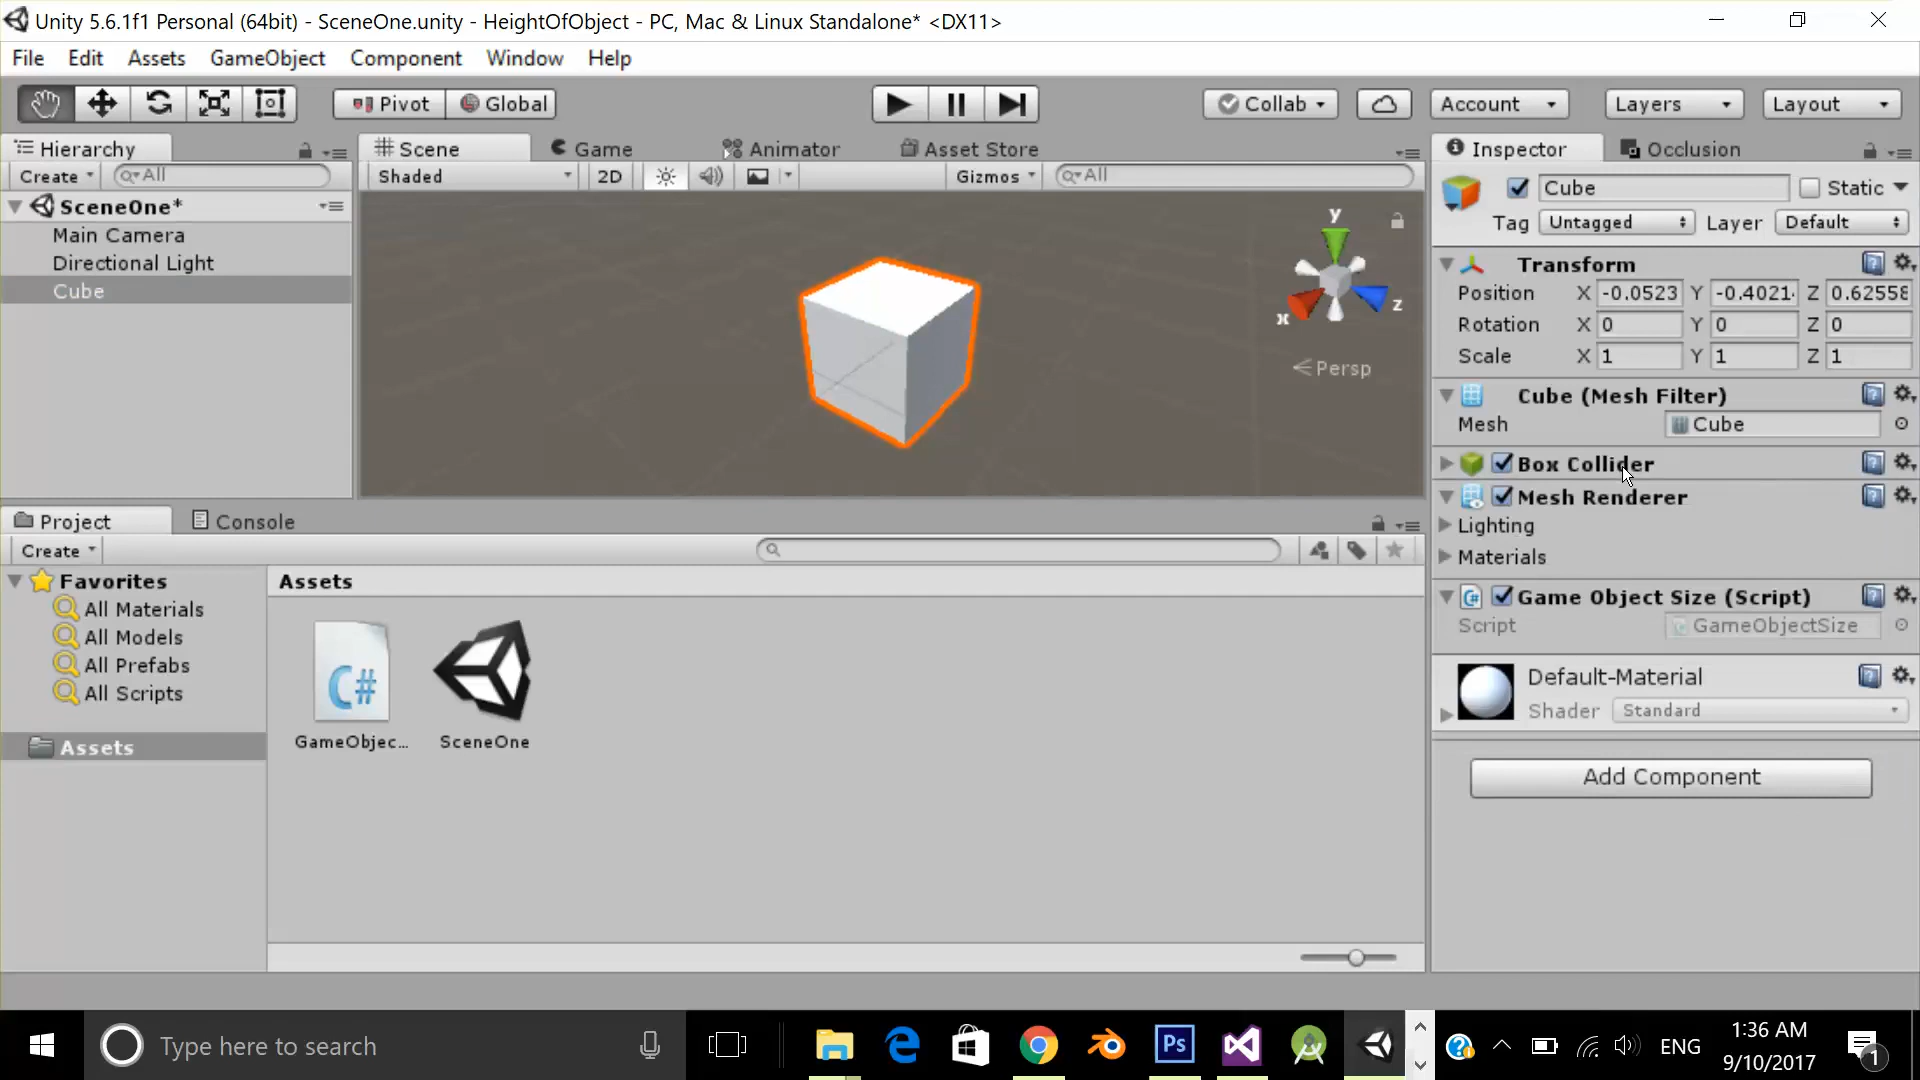 Unity 5.6.1f1 Personal (64bit) - SceneOne.unity - HeightOfObject - PC, Mac & Linux Standalone* <DX11>
File Edit Assets GameObject Component Window Help
Pivot Global Collab Account Layers Layout
Hierarchy
Create All
SceneOne*
Main Camera
Directional Light
Cube
Scene Game Animator Asset Store
Shaded 2D Gizmos All
y
x
z
Persp
Inspector Occlusion
Cube Static
Tag Untagged Layer Default
Transform
Position X -0.0523 Y -0.4021 Z 0.62558
Rotation X 0 Y 0 Z 0
Scale X 1 Y 1 Z 1
Cube (Mesh Filter)
Mesh Cube
Box Collider
Mesh Renderer
Lighting
Materials
C# Game Object Size (Script)
Script GameObjectSize
Default-Material
Shader Standard
Add Component
Project Console
Create
Favorites
All Materials
All Models
All Prefabs
All Scripts
Assets
Assets
C#
GameObjec... SceneOne
Type here to search
Ps
ENG
1:36 AM
9/10/2017
1